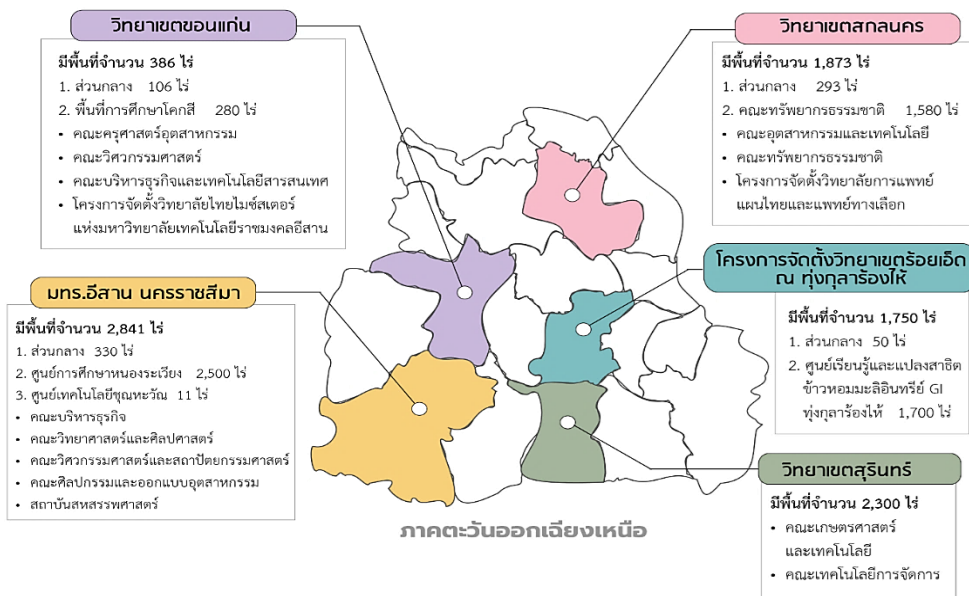 วิทยาเขตขอนแก่น
มีพื้นที่จำนวน 386 ไร่
1. ส่วนกลาง 106 ไร่
2. พื้นที่การศึกษาโคกสี 280 ไร่
• คณะครุศาสตร์อุตสาหกรรม
• คณะวิศวกรรมศาสตร์
• คณะบริหารธุรกิจและเทคโนโลยีสารสนเทศ
• โครงการจัดตั้งวิทยาลัยไทยไมซ์สเตอร์
แห่งมหาวิทยาลัยเทคโนโลยีราชมงคลอีสาน
วิทยาเขตสกลนคร
มีพื้นที่จำนวน 1,873 ไร่
1. ส่วนกลาง 293 ไร่
2. คณะทรัพยากรธรรมชาติ 1,580 ไร่
• คณะอุตสาหกรรมและเทคโนโลยี
• คณะทรัพยากรธรรมชาติ
• โครงการจัดตั้งวิทยาลัยการแพทย์
แผนไทยและแพทย์ทางเลือก
มทร.อีสาน นครราชสีมา
มีพื้นที่จำนวน 2,841 ไร่
1. ส่วนกลาง 330 ไร่
2. ศูนย์การศึกษาหนองระเวียง 2,500 ไร่
3. ศูนย์เทคโนโลยีชุณหะวัณ 11 ไร่
• คณะบริหารธุรกิจ
• คณะวิทยาศาสตร์และศิลปศาสตร์
• คณะวิศวกรรมศาสตร์และสถาปัตยกรรมศาสตร์
• คณะศิลปกรรมและออกแบบอุตสาหกรรม
• สถาบันสหสรรพศาสตร์
โครงการจัดตั้งวิทยาเขตร้อยเอ็ด
ณ ทุ่งกุลาร้องไห้
มีพื้นที่จำนวน 1,750 ไร่
1. ส่วนกลาง 50 ไร่
2. ศูนย์เรียนรู้และแปลงสาธิต
ข้าวหอมมะลิอินทรีย์ GI
ทุ่งกุลาร้องไห้ 1,700 ไร่
วิทยาเขตสุรินทร์
มีพื้นที่จำนวน 2,300 ไร่
• คณะเกษตรศาสตร์
และเทคโนโลยี
• คณะเทคโนโลยีการจัดการ
ภาคตะวันออกเฉียงเหนือ